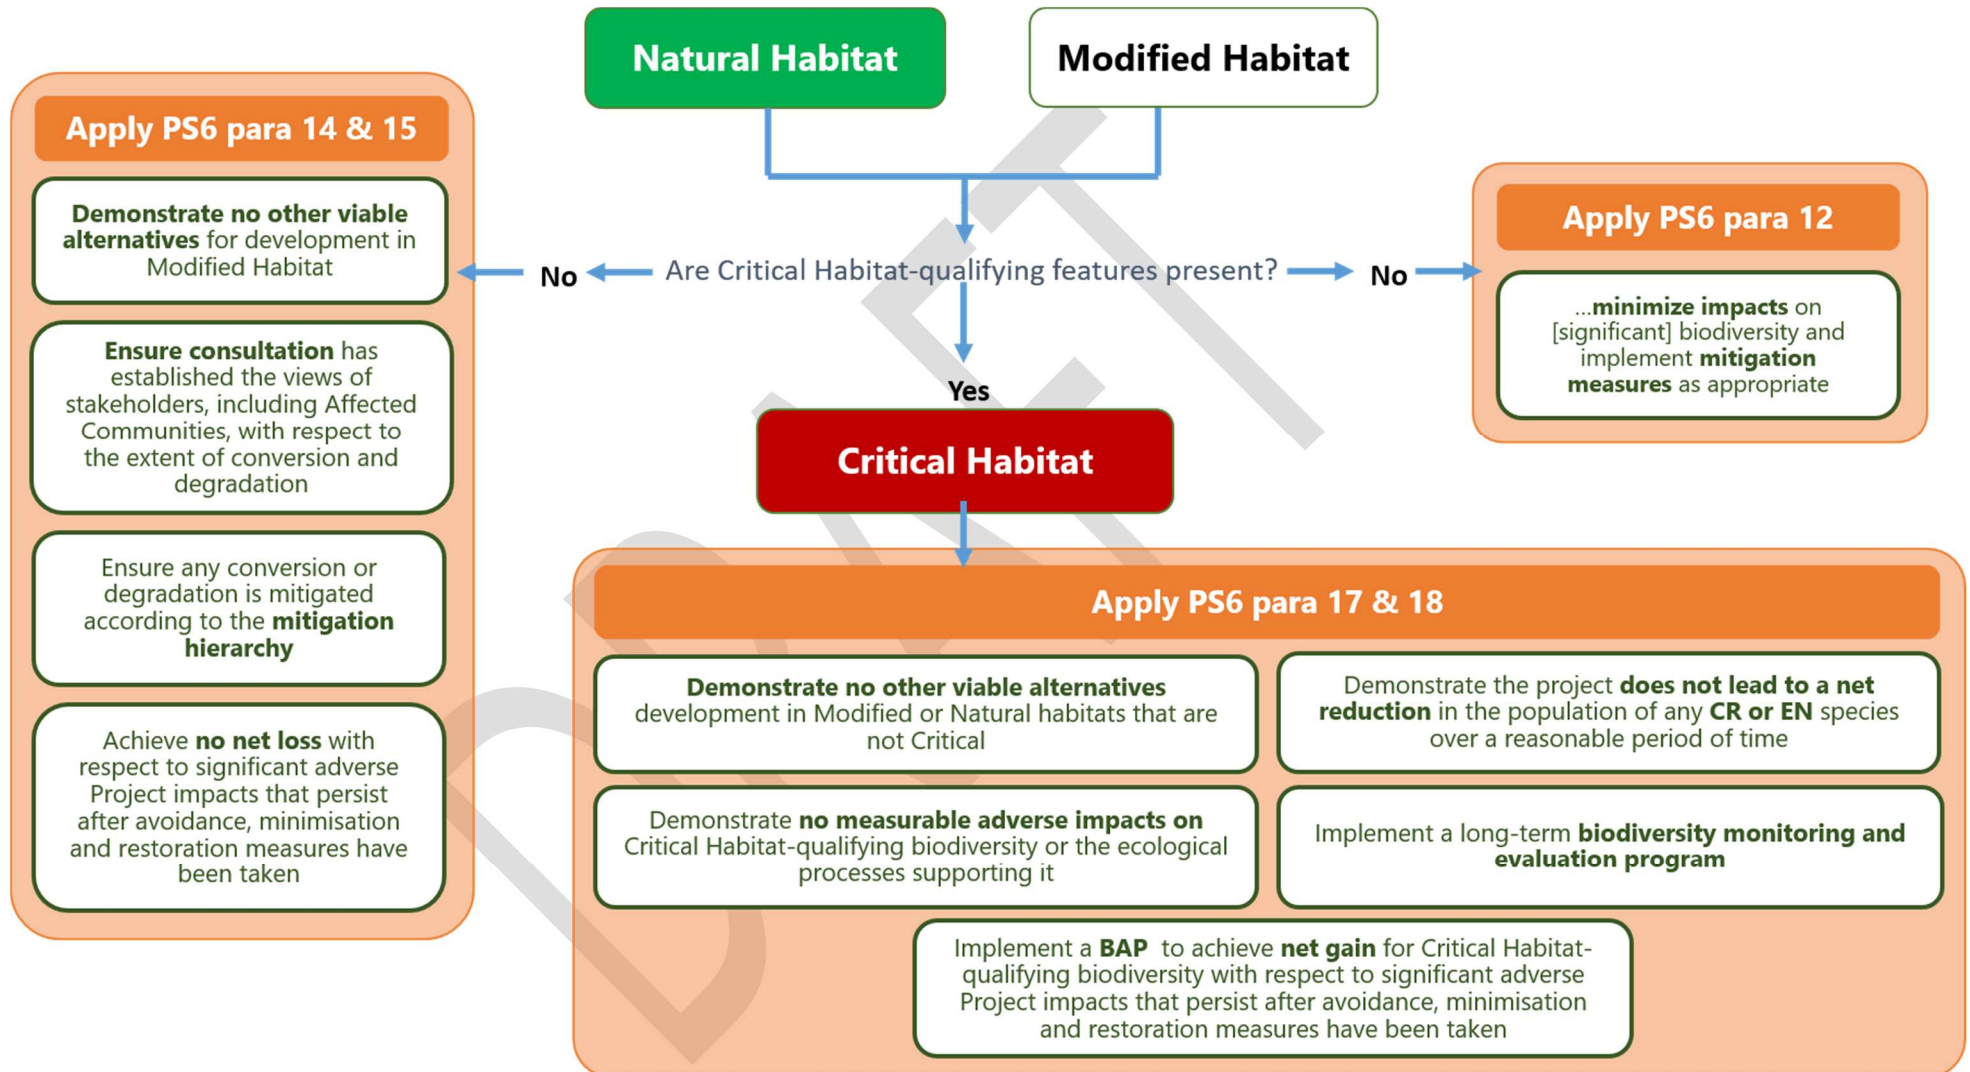 Natural Habitat
Modified Habitat
Apply PS6 para 14 & 15
Demonstrate no other viable
alternatives for development in
Modified Habitat
Ensure consultation has
established the views of
stakeholders, including Affected
Communities, with respect to
the extent of conversion and
degradation
Ensure any conversion or
degradation is mitigated
according to the mitigation
hierarchy
Achieve no net loss with
respect to significant adverse
Project impacts that persist
after avoidance, minimisation
and restoration measures have
been taken
No
Are Critical Habitat-qualifying features present?
No
Apply PS6 para 12
...minimize impacts on
[significant] biodiversity and
implement mitigation
measures as appropriate
Yes
Critical Habitat
Apply PS6 para 17 & 18
Demonstrate no other viable alternatives
development in Modified or Natural habitats that are
not Critical
Demonstrate the project does not lead to a net
reduction in the population of any CR or EN species
over a reasonable period of time
Demonstrate no measurable adverse impacts on
Critical Habitat-qualifying biodiversity or the ecological
processes supporting it
Implement a long-term biodiversity monitoring and
evaluation program
Implement a BAP to achieve net gain for Critical Habitat-
qualifying biodiversity with respect to significant adverse
Project impacts that persist after avoidance, minimisation
and restoration measures have been taken
DRAFT